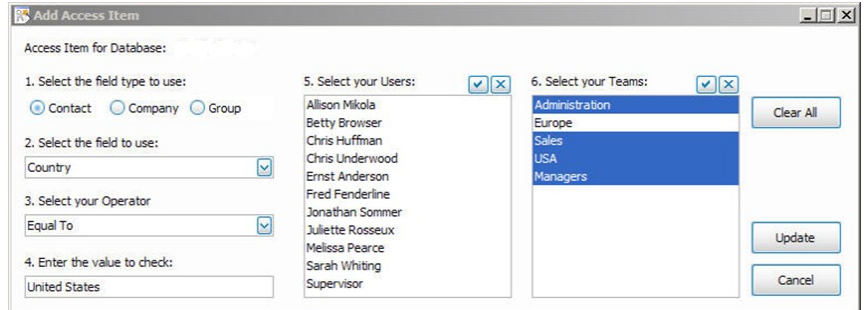 Add Access Item
Access Item for Database:
1. Select the field type to use:
Contact Company Group
2. Select the field to use:
Country
3. Select your Operator
Equal To
4. Enter the value to check:
United States
5. Select your Users:
Allison Mikola
Betty Browser
Chris Huffman
Chris Underwood
Ernst Anderson
Fred Fenderline
Jonathan Sommer
Juliette Rosseux
Melissa Pearce
Sarah Whiting
Supervisor
6. Select your Teams:
Administration
Europe
Sales
USA
Managers
Clear All
Update
Cancel